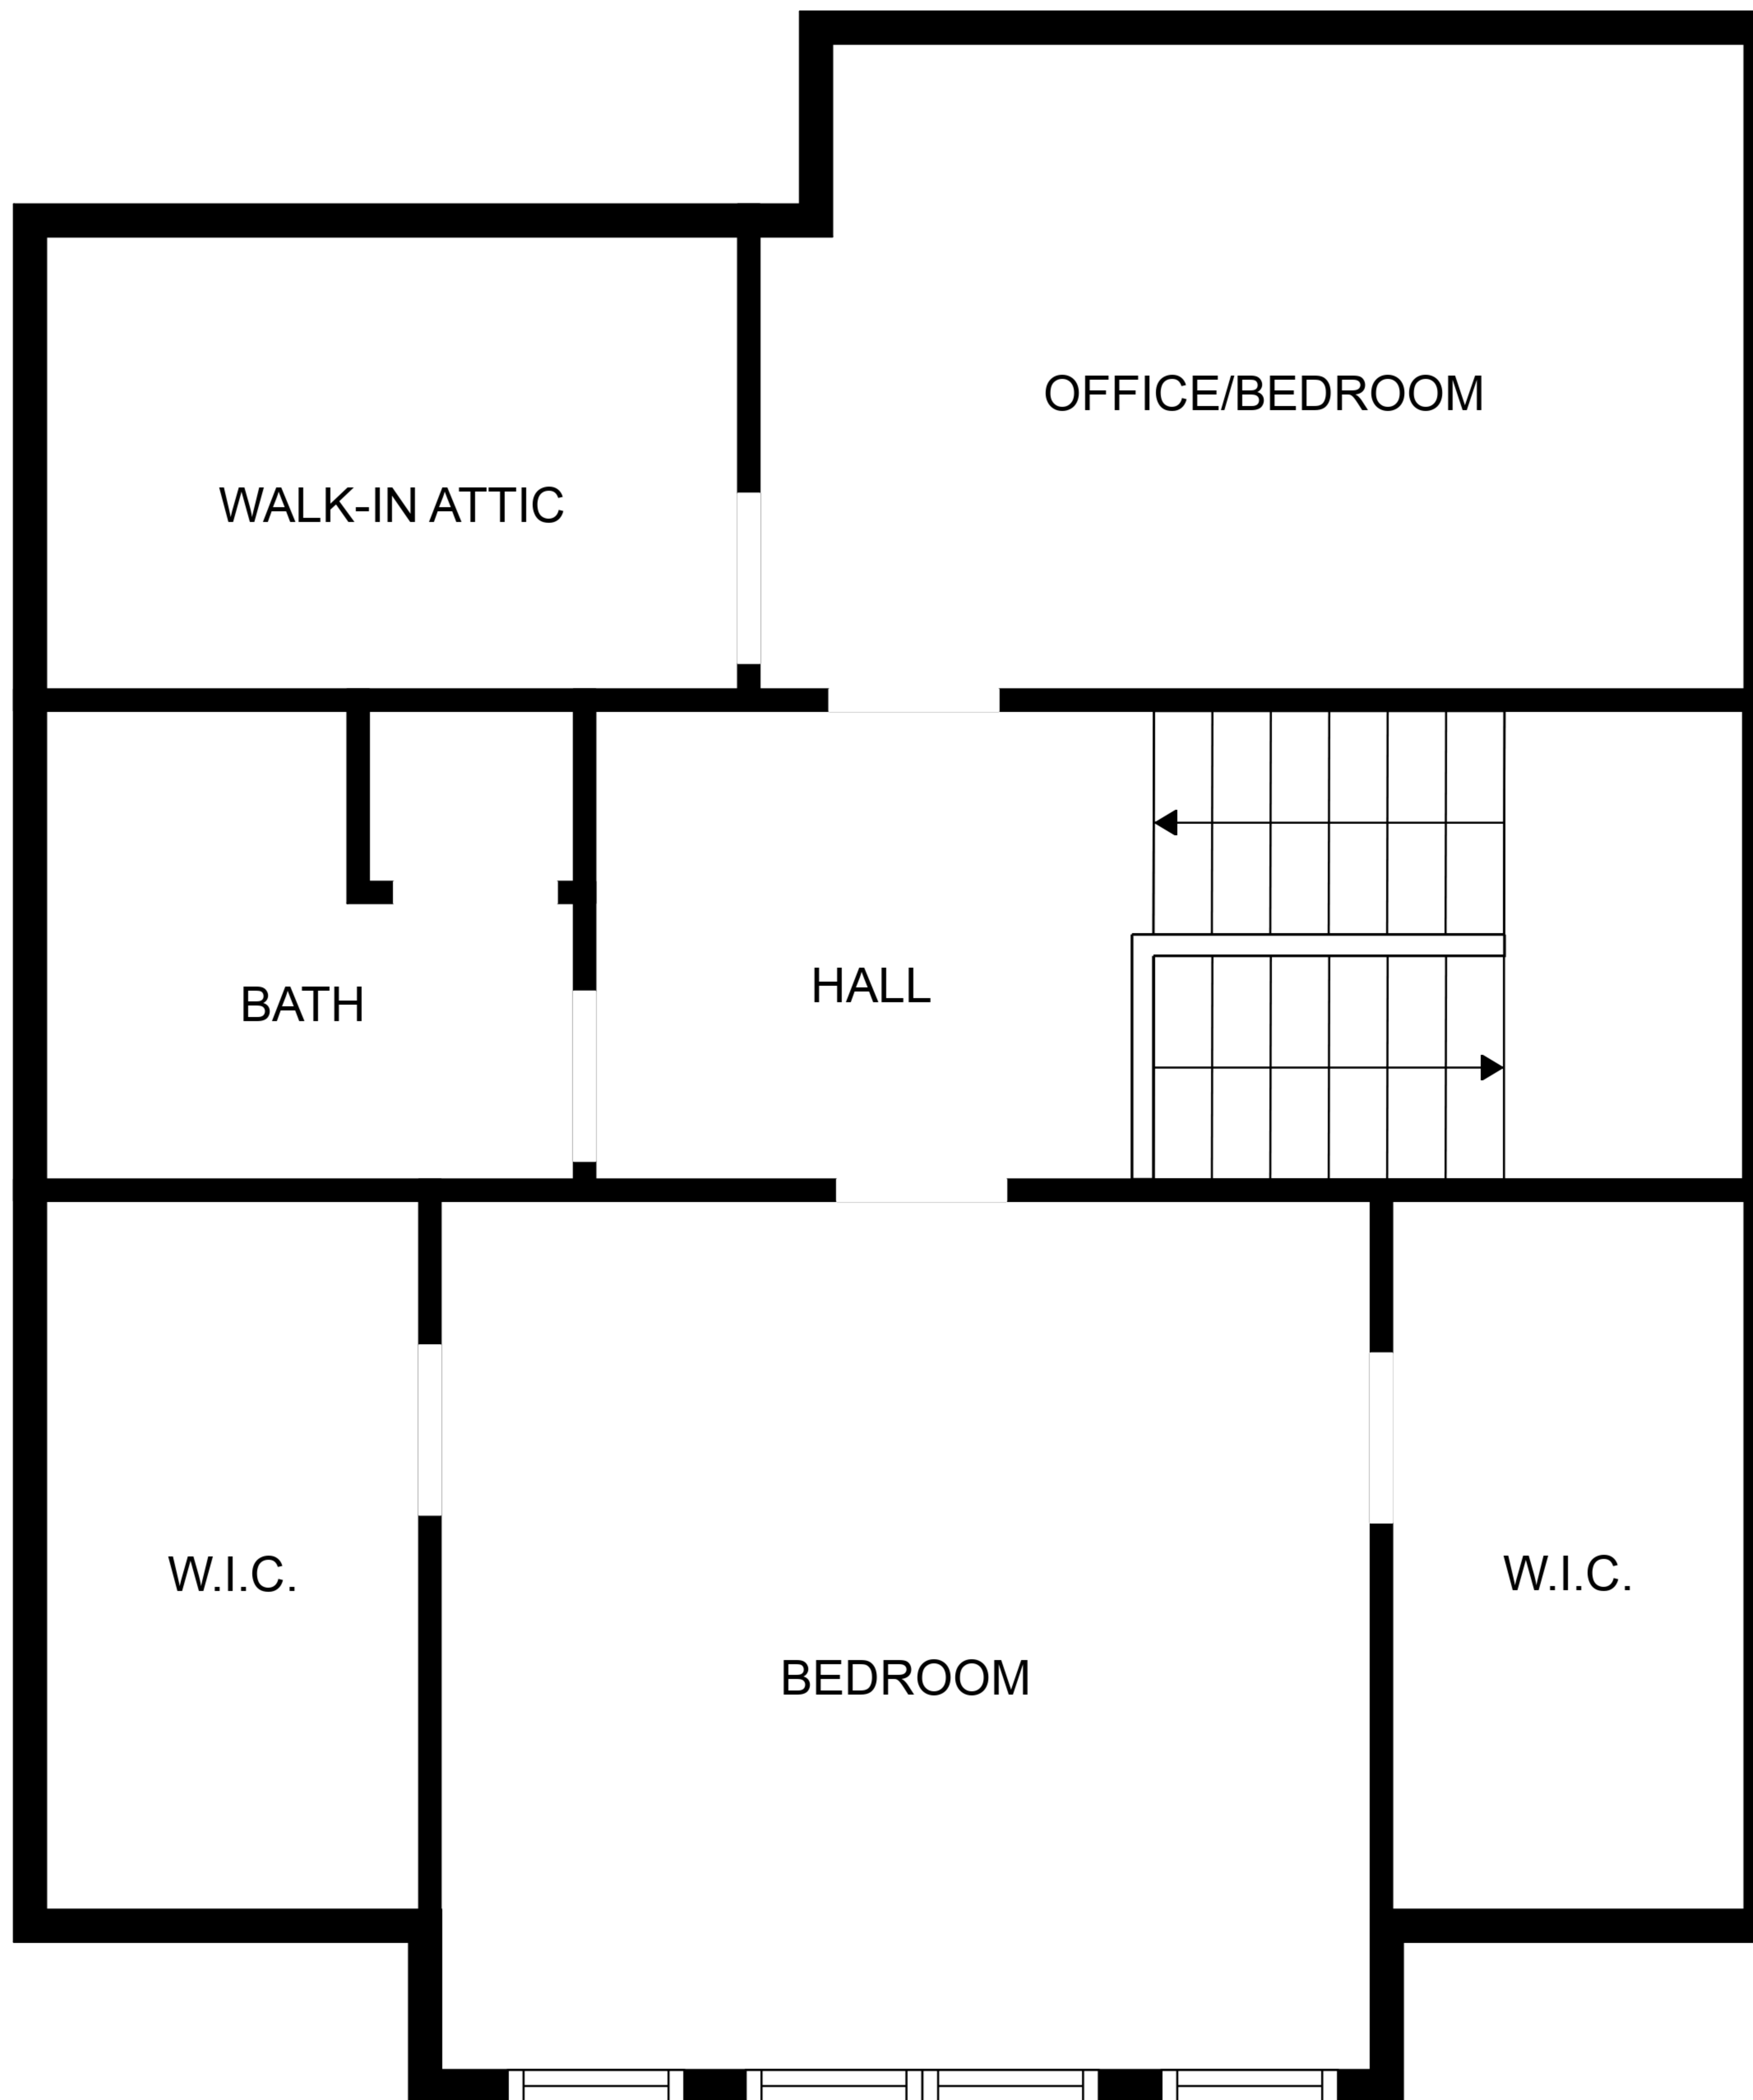 OFFICE/BEDROOM
WALK-IN ATTIC
HALL
BATH
W.I.C.
W.I.C.
BEDROOM